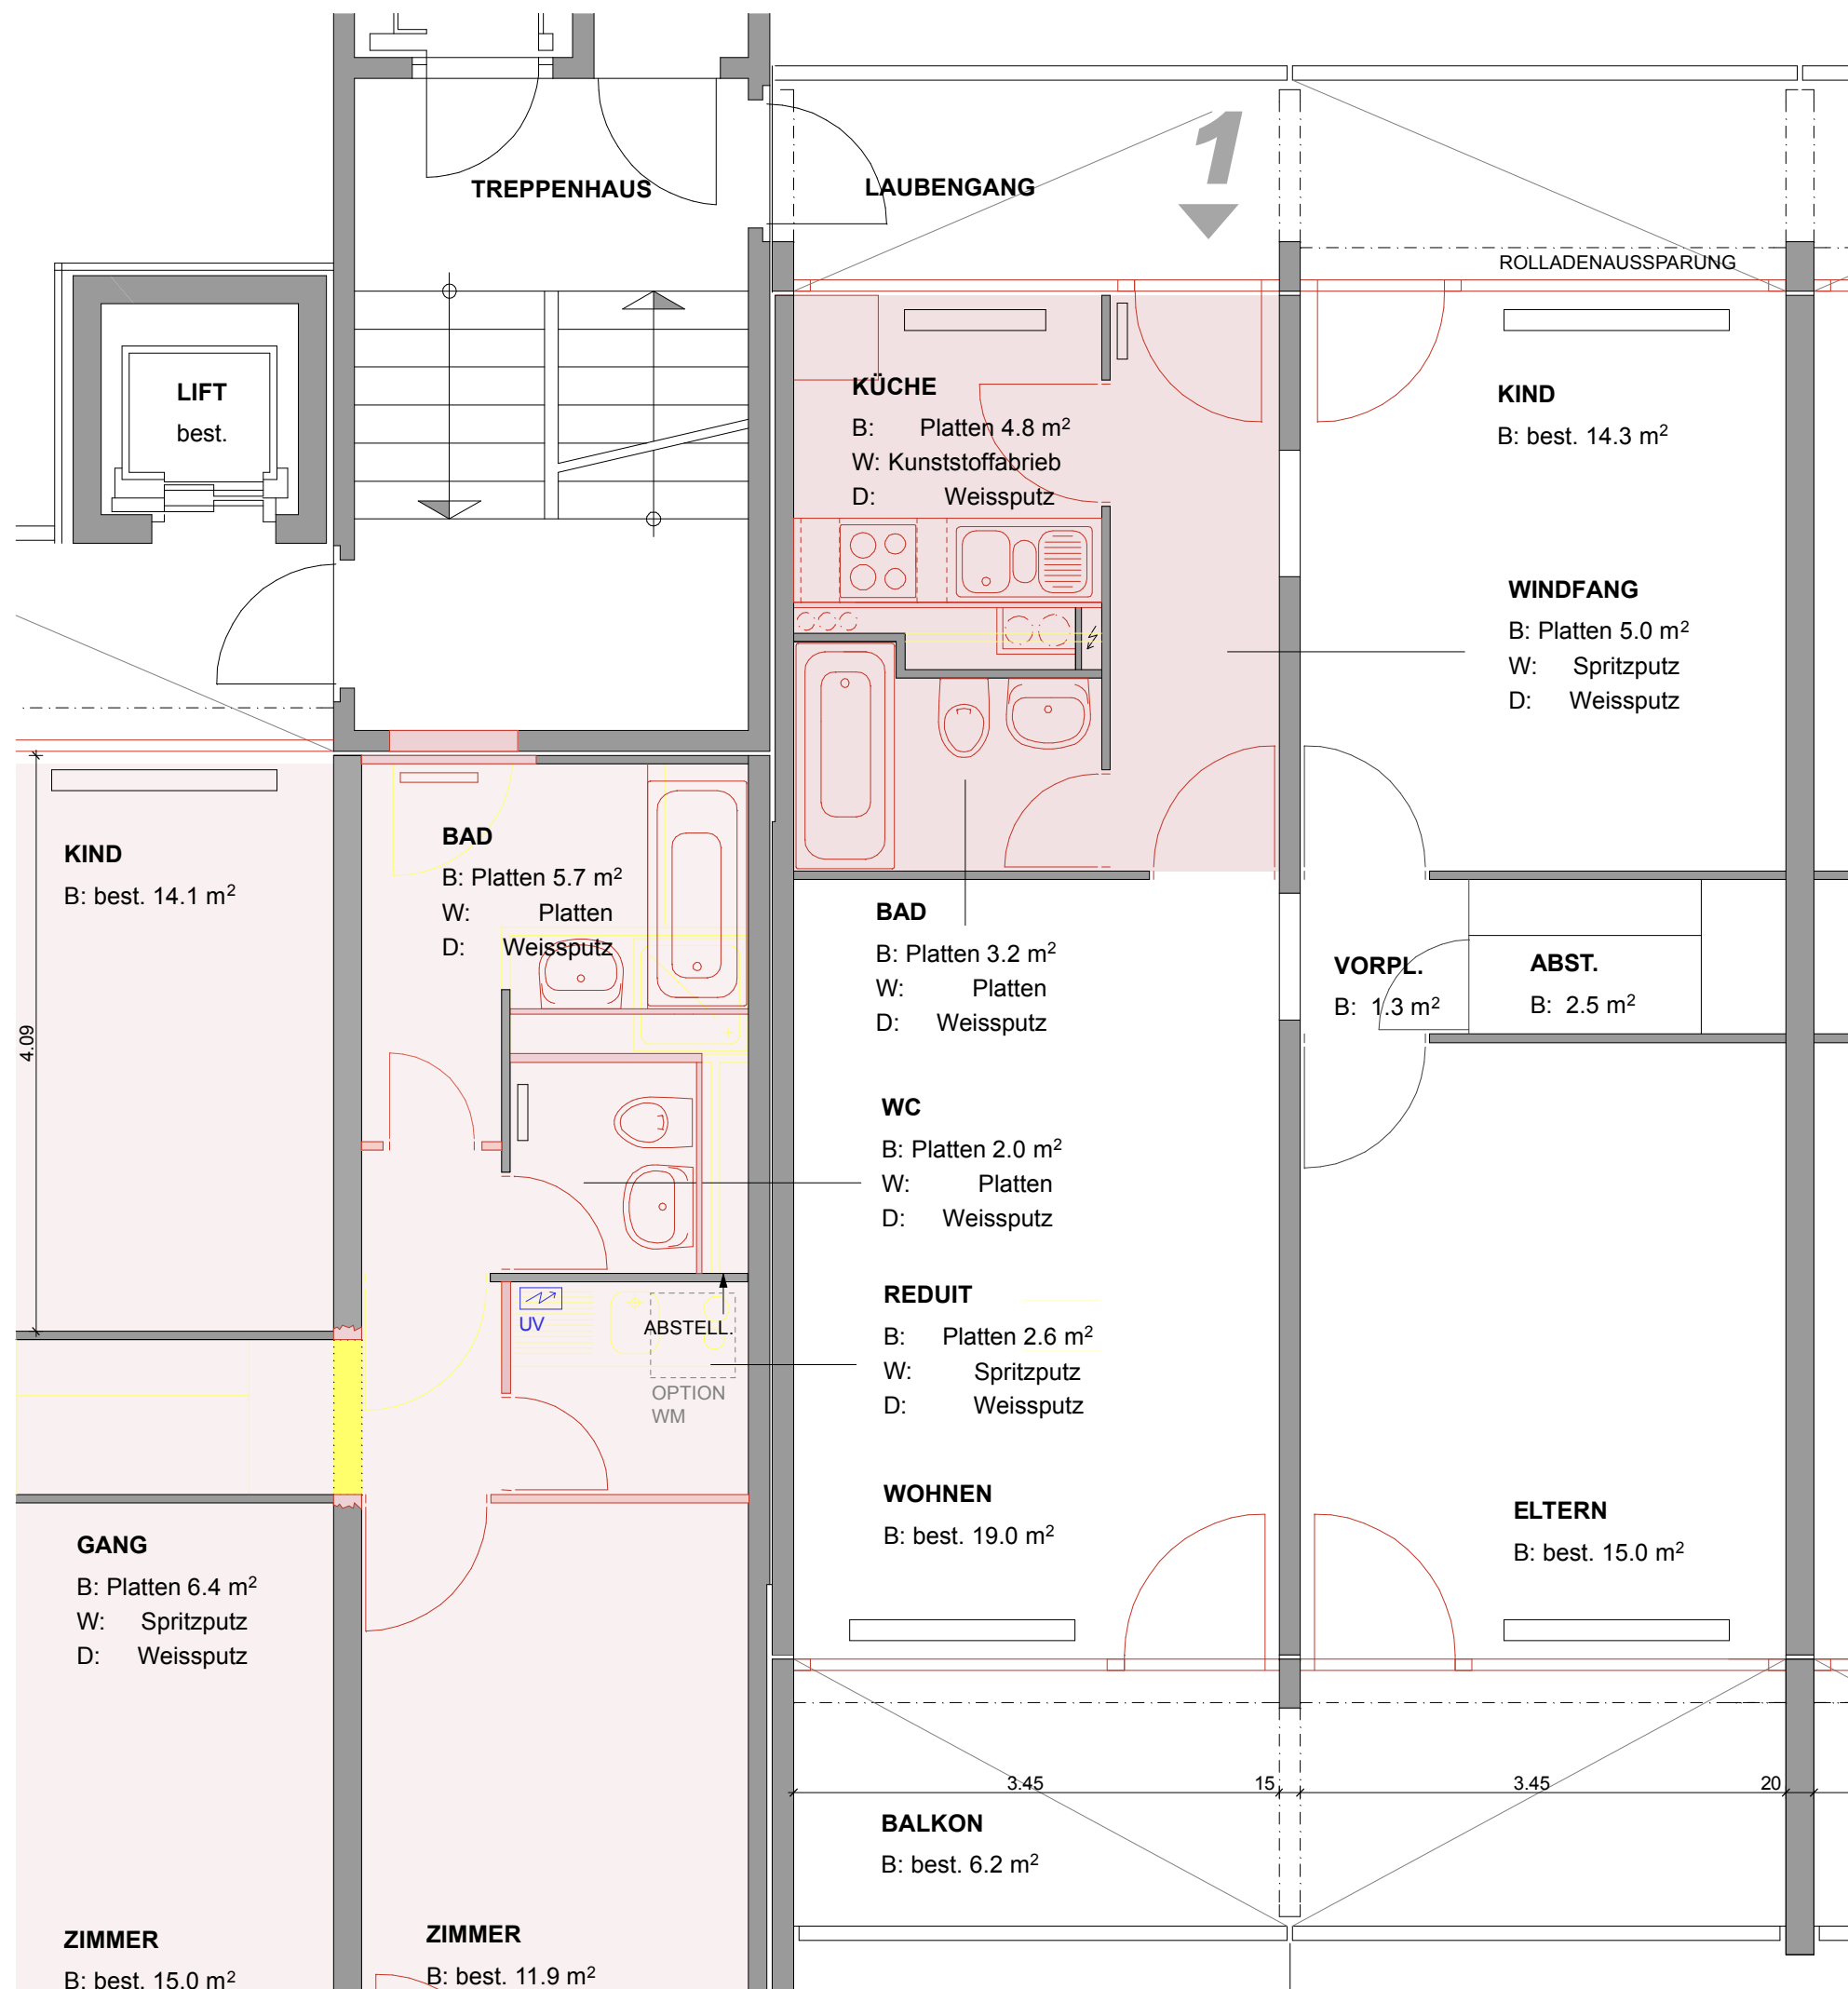 TREPPENHAUS
LAUBENGANG
1
ROLLADENAUSSPARUNG
LIFT
best.
KÜCHE
B: Platten 4.8 m²
W: Kunststoffabrieb
D: Weissputz
KIND
B: best. 14.3 m²
WINDFANG
B: Platten 5.0 m²
W: Spritzputz
D: Weissputz
KIND
B: best. 14.1 m²
BAD
B: Platten 5.7 m²
W: Platten
D: Weissputz
BAD
B: Platten 3.2 m²
W: Platten
D: Weissputz
VORPL.
B: 1.3 m²
ABST.
B: 2.5 m²
4.09
WC
B: Platten 2.0 m²
W: Platten
D: Weissputz
UV
ABSTELL.
OPTION
WM
REDUIT
B: Platten 2.6 m²
W: Spritzputz
D: Weissputz
WOHNEN
B: best. 19.0 m²
ELTERN
B: best. 15.0 m²
GANG
B: Platten 6.4 m²
W: Spritzputz
D: Weissputz
3.45
15
3.45
20
BALKON
B: best. 6.2 m²
ZIMMER
B: best. 15.0 m²
ZIMMER
B: best. 11.9 m²